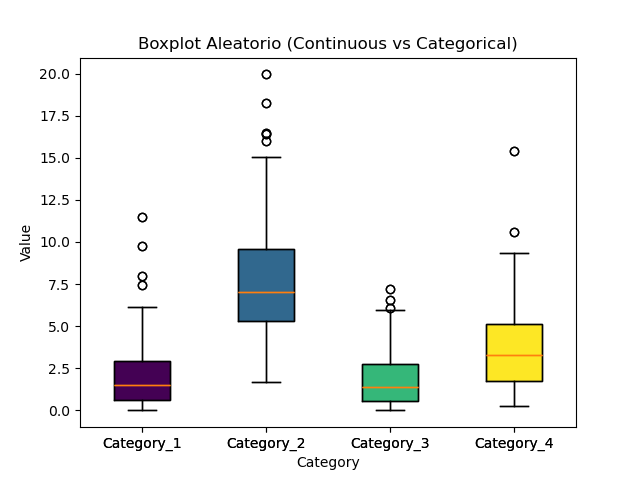 Boxplot Aleatorio (Continuous vs Categorical)
20.0
17.5
15.0
12.5
10.0
7.5
5.0
2.5
0.0
Value
Category_1 Category_2 Category_3 Category_4
Category